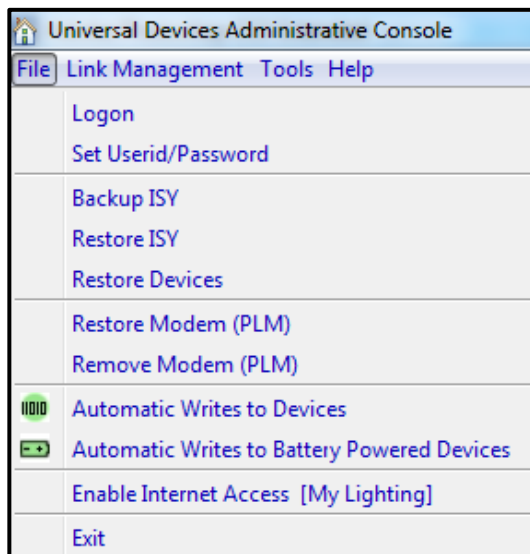 Universal Devices Administrative Console
File Link Management Tools Help
Logon
Set Userid/Password
Backup ISY
Restore ISY
Restore Devices
Restore Modem (PLM)
Remove Modem (PLM)
Automatic Writes to Devices
Automatic Writes to Battery Powered Devices
Enable Internet Access [My Lighting]
Exit